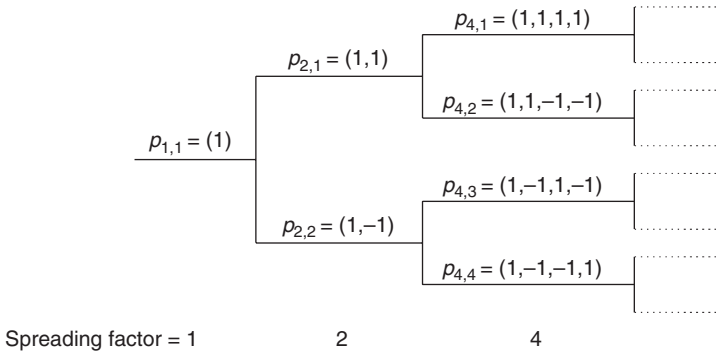 p4,1 = (1,1,1,1)
p2,1 = (1,1)
p4,2 = (1,1,–1,–1)
p1,1 = (1)
p4,3 = (1,–1,1,–1)
p2,2 = (1,–1)
p4,4 = (1,–1,–1,1)
Spreading factor = 1 2 4